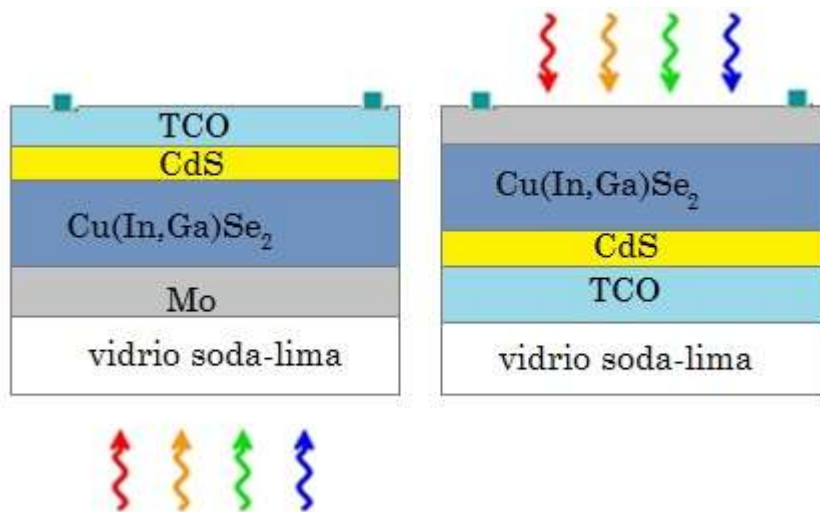 TCO
CdS
Cu(In,Ga)Se₂
Mo
vidrio soda-lima
Cu(In,Ga)Se₂
CdS
TCO
vidrio soda-lima